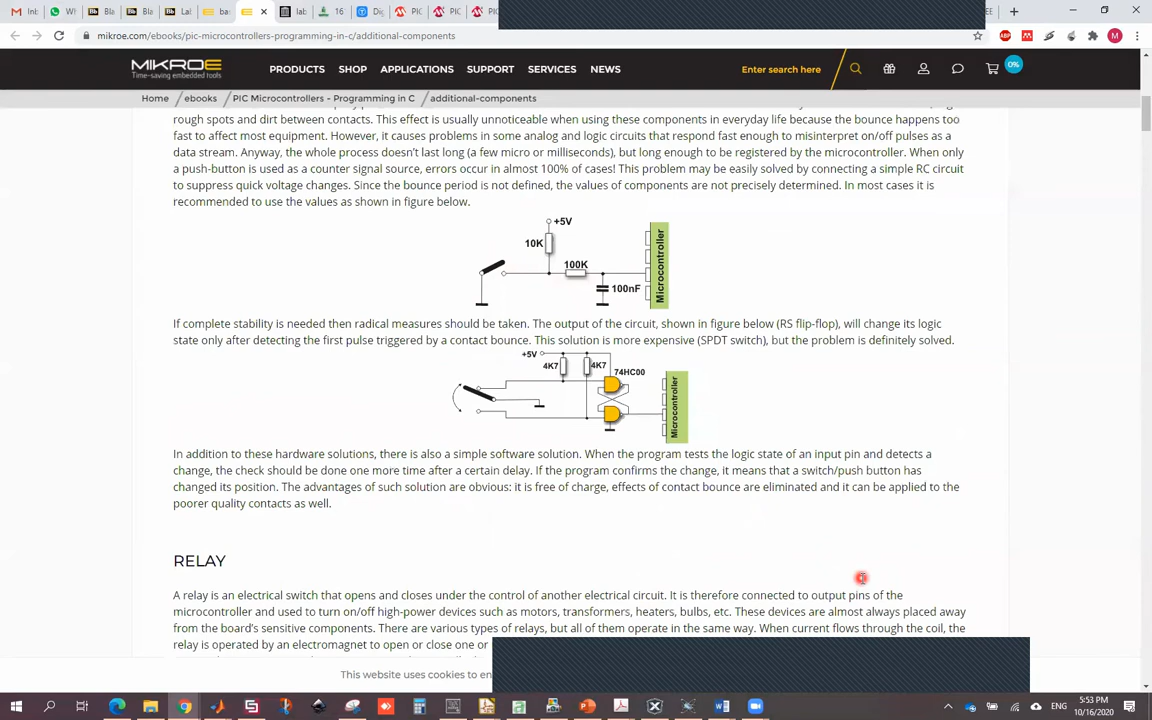 Inb
Wh
Bla
Bla
Lab
bas
lab
16
Dig
PIC
PIC
PIC
EE
mikroe.com/ebooks/pic-microcontrollers-programming-in-c/additional-components
ABP
M
MIKROE
Time-saving embedded tools
PRODUCTS SHOP APPLICATIONS SUPPORT SERVICES NEWS
Enter search here
0%
Home \ ebooks \ PIC Microcontrollers - Programming in C \ additional-components
rough spots and dirt between contacts. This effect is usually unnoticeable when using these components in everyday life because the bounce happens too
fast to affect most equipment. However, it causes problems in some analog and logic circuits that respond fast enough to misinterpret on/off pulses as a
data stream. Anyway, the whole process doesn't last long (a few micro or milliseconds), but long enough to be registered by the microcontroller. When only
a push-button is used as a counter signal source, errors occur in almost 100% of cases! This problem may be easily solved by connecting a simple RC circuit
to suppress quick voltage changes. Since the bounce period is not defined, the values of components are not precisely determined. In most cases it is
recommended to use the values as shown in figure below.
+5V
10K
100K
100nF
Microcontroller
If complete stability is needed then radical measures should be taken. The output of the circuit, shown in figure below (RS flip-flop), will change its logic
state only after detecting the first pulse triggered by a contact bounce. This solution is more expensive (SPDT switch), but the problem is definitely solved.
+5V
4K7
4K7
74HC00
Microcontroller
In addition to these hardware solutions, there is also a simple software solution. When the program tests the logic state of an input pin and detects a
change, the check should be done one more time after a certain delay. If the program confirms the change, it means that a switch/push button has
changed its position. The advantages of such solution are obvious: it is free of charge, effects of contact bounce are eliminated and it can be applied to the
poorer quality contacts as well.
RELAY
A relay is an electrical switch that opens and closes under the control of another electrical circuit. It is therefore connected to output pins of the
microcontroller and used to turn on/off high-power devices such as motors, transformers, heaters, bulbs, etc. These devices are almost always placed away
from the board's sensitive components. There are various types of relays, but all of them operate in the same way. When current flows through the coil, the
relay is operated by an electromagnet to open or close one or
This website uses cookies to en
ENG
5:53 PM
10/16/2020